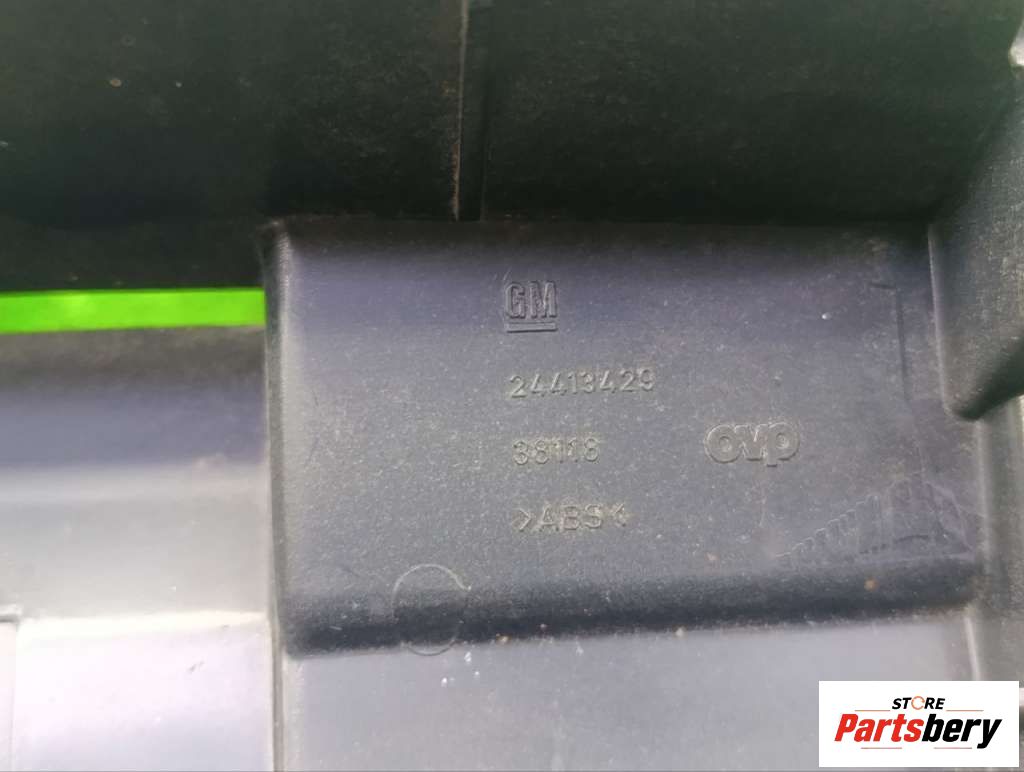 GM
24413429
38118
ovp
>ABS<
STORE
Partsbery